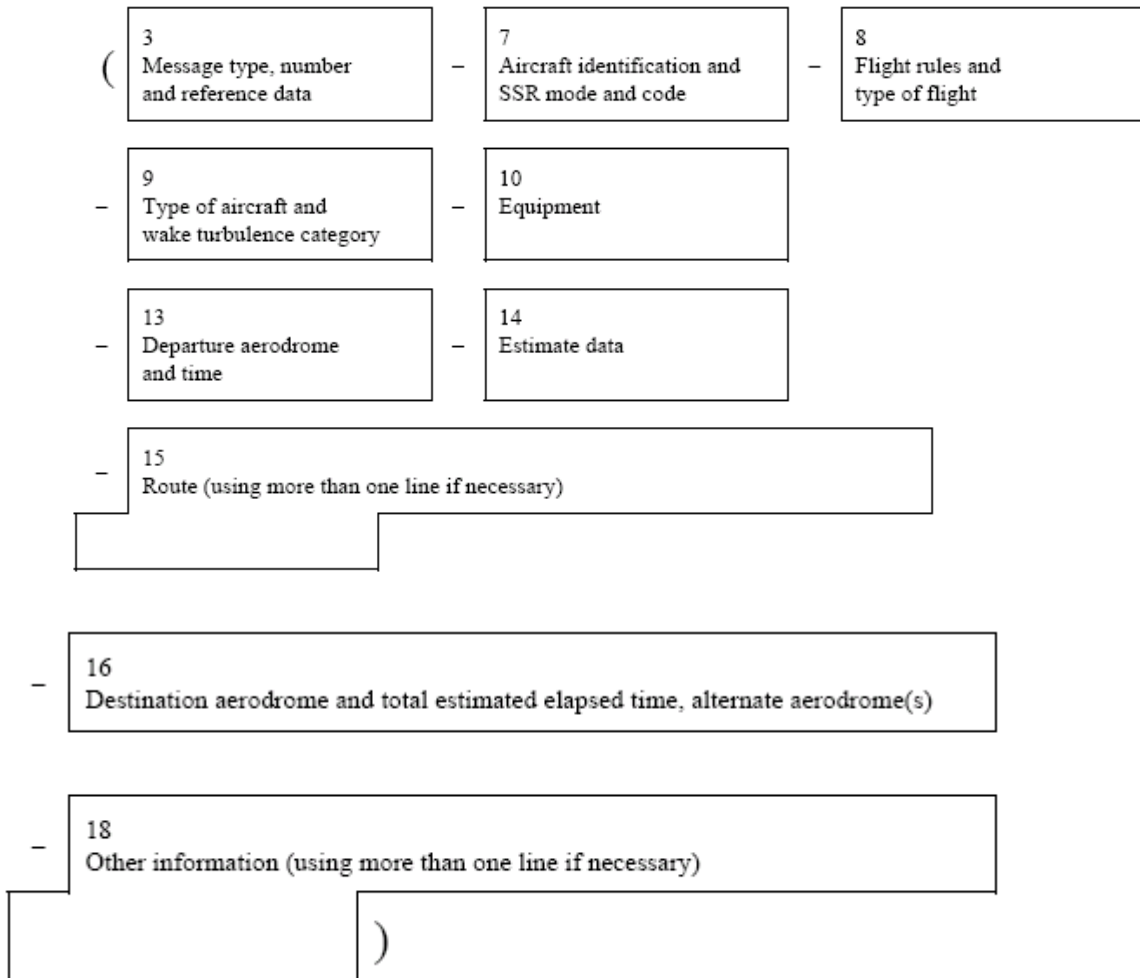 ( 3 – 7 – 8
Message type, number
and reference data
Aircraft identification and
SSR mode and code
Flight rules and
type of flight
– 9 – 10
Type of aircraft and
wake turbulence category
Equipment
– 13 – 14
Departure aerodrome
and time
Estimate data
– 15
Route (using more than one line if necessary)
– 16
Destination aerodrome and total estimated elapsed time, alternate aerodrome(s)
– 18
Other information (using more than one line if necessary)
)